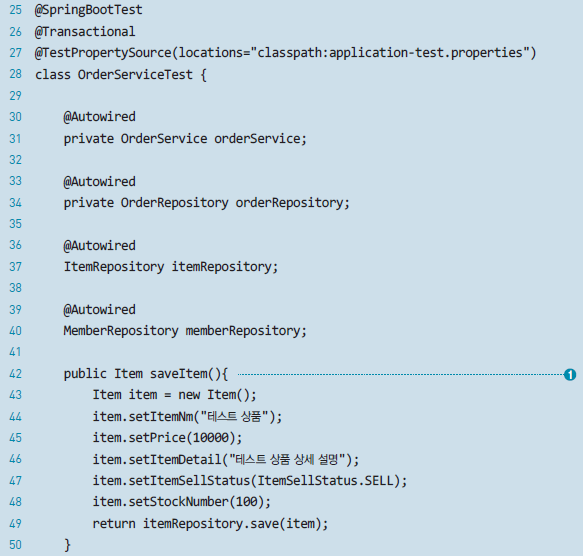 25 @SpringBootTest
26 @Transactional
27 @TestPropertySource(locations="classpath:application-test.properties")
28 class OrderServiceTest {
29
30     @Autowired
31     private OrderService orderService;
32
33     @Autowired
34     private OrderRepository orderRepository;
35
36     @Autowired
37     ItemRepository itemRepository;
38
39     @Autowired
40     MemberRepository memberRepository;
41
42     public Item saveItem(){ 1
43         Item item = new Item();
44         item.setItemNm("테스트 상품");
45         item.setPrice(10000);
46         item.setItemDetail("테스트 상품 상세 설명");
47         item.setItemSellStatus(ItemSellStatus.SELL);
48         item.setStockNumber(100);
49         return itemRepository.save(item);
50     }